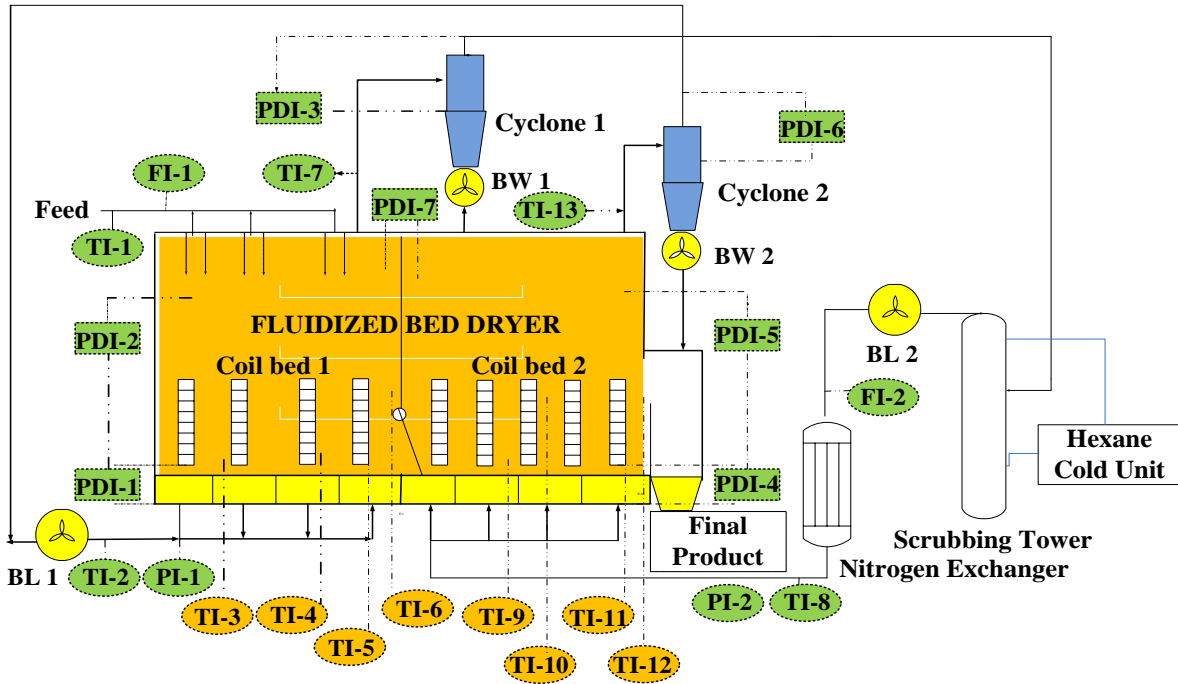 PDI-3
Cyclone 1
PDI-6
FI-1
TI-7
BW 1
Cyclone 2
Feed
PDI-7
TI-13
TI-1
BW 2
FLUIDIZED BED DRYER
PDI-2
PDI-5
BL 2
Coil bed 1
Coil bed 2
FI-2
Hexane
Cold Unit
PDI-1
PDI-4
Final
Product
Scrubbing Tower
Nitrogen Exchanger
BL 1
TI-2
PI-1
PI-2
TI-8
TI-3
TI-4
TI-5
TI-6
TI-9
TI-10
TI-11
TI-12